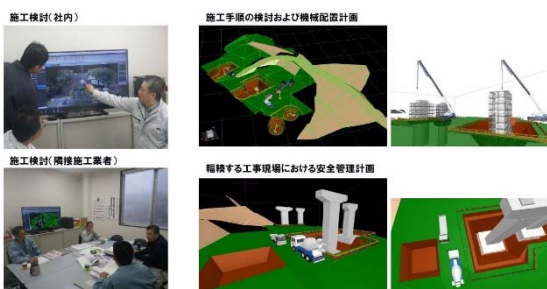 施工検討(社内)
施工手順の検討および機械配置計画
施工検討(隣接施工業者)
輻輳する工事現場における安全管理計画